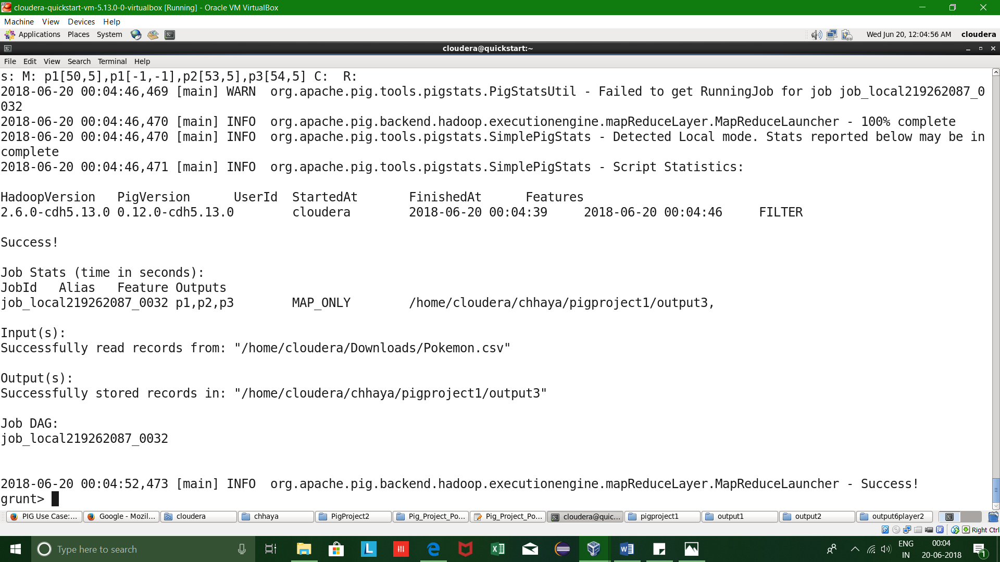 cloudera-quickstart-vm-5.13.0-0-virtualbox [Running] - Oracle VM VirtualBox
Machine View Devices Help
Applications Places System Wed Jun 20, 12:04:56 AM cloudera
cloudera@quickstart:~
File Edit View Search Terminal Help
s: M: p1[50,5],p1[-1,-1],p2[53,5],p3[54,5] C:  R:
2018-06-20 00:04:46,469 [main] WARN  org.apache.pig.tools.pigstats.PigStatsUtil - Failed to get RunningJob for job job_local219262087_0
032
2018-06-20 00:04:46,470 [main] INFO  org.apache.pig.backend.hadoop.executionengine.mapReduceLayer.MapReduceLauncher - 100% complete
2018-06-20 00:04:46,470 [main] INFO  org.apache.pig.tools.pigstats.SimplePigStats - Detected Local mode. Stats reported below may be in
complete
2018-06-20 00:04:46,471 [main] INFO  org.apache.pig.tools.pigstats.SimplePigStats - Script Statistics:
HadoopVersion PigVersion UserId StartedAt FinishedAt Features
2.6.0-cdh5.13.0 0.12.0-cdh5.13.0 cloudera 2018-06-20 00:04:39 2018-06-20 00:04:46 FILTER
Success!
Job Stats (time in seconds):
JobId Alias Feature Outputs
job_local219262087_0032 p1,p2,p3 MAP_ONLY /home/cloudera/chhaya/pigproject1/output3,
Input(s):
Successfully read records from: "/home/cloudera/Downloads/Pokemon.csv"
Output(s):
Successfully stored records in: "/home/cloudera/chhaya/pigproject1/output3"
Job DAG:
job_local219262087_0032
2018-06-20 00:04:52,473 [main] INFO  org.apache.pig.backend.hadoop.executionengine.mapReduceLayer.MapReduceLauncher - Success!
grunt>
PIG Use Case:... Google - Mozil... cloudera chhaya PigProject2 Pig_Project_Po... Pig_Project_Po... cloudera@quic... pigproject1 output1 output2 output6player2
Right Ctrl
Type here to search L ENG 00:04
IN 20-06-2018 1